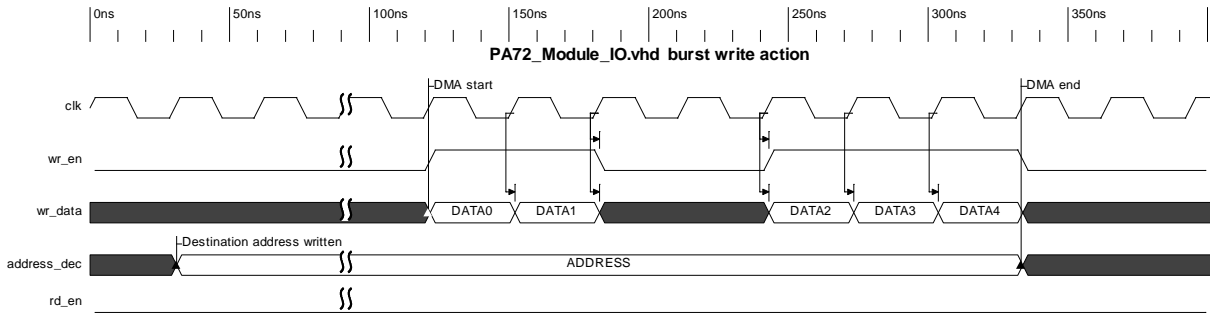 0ns 50ns 100ns 150ns 200ns 250ns 300ns 350ns
PA72_Module_IO.vhd burst write action
DMA start DMA end
clk
wr_en
wr_data DATA0 DATA1 DATA2 DATA3 DATA4
Destination address written
address_dec ADDRESS
rd_en